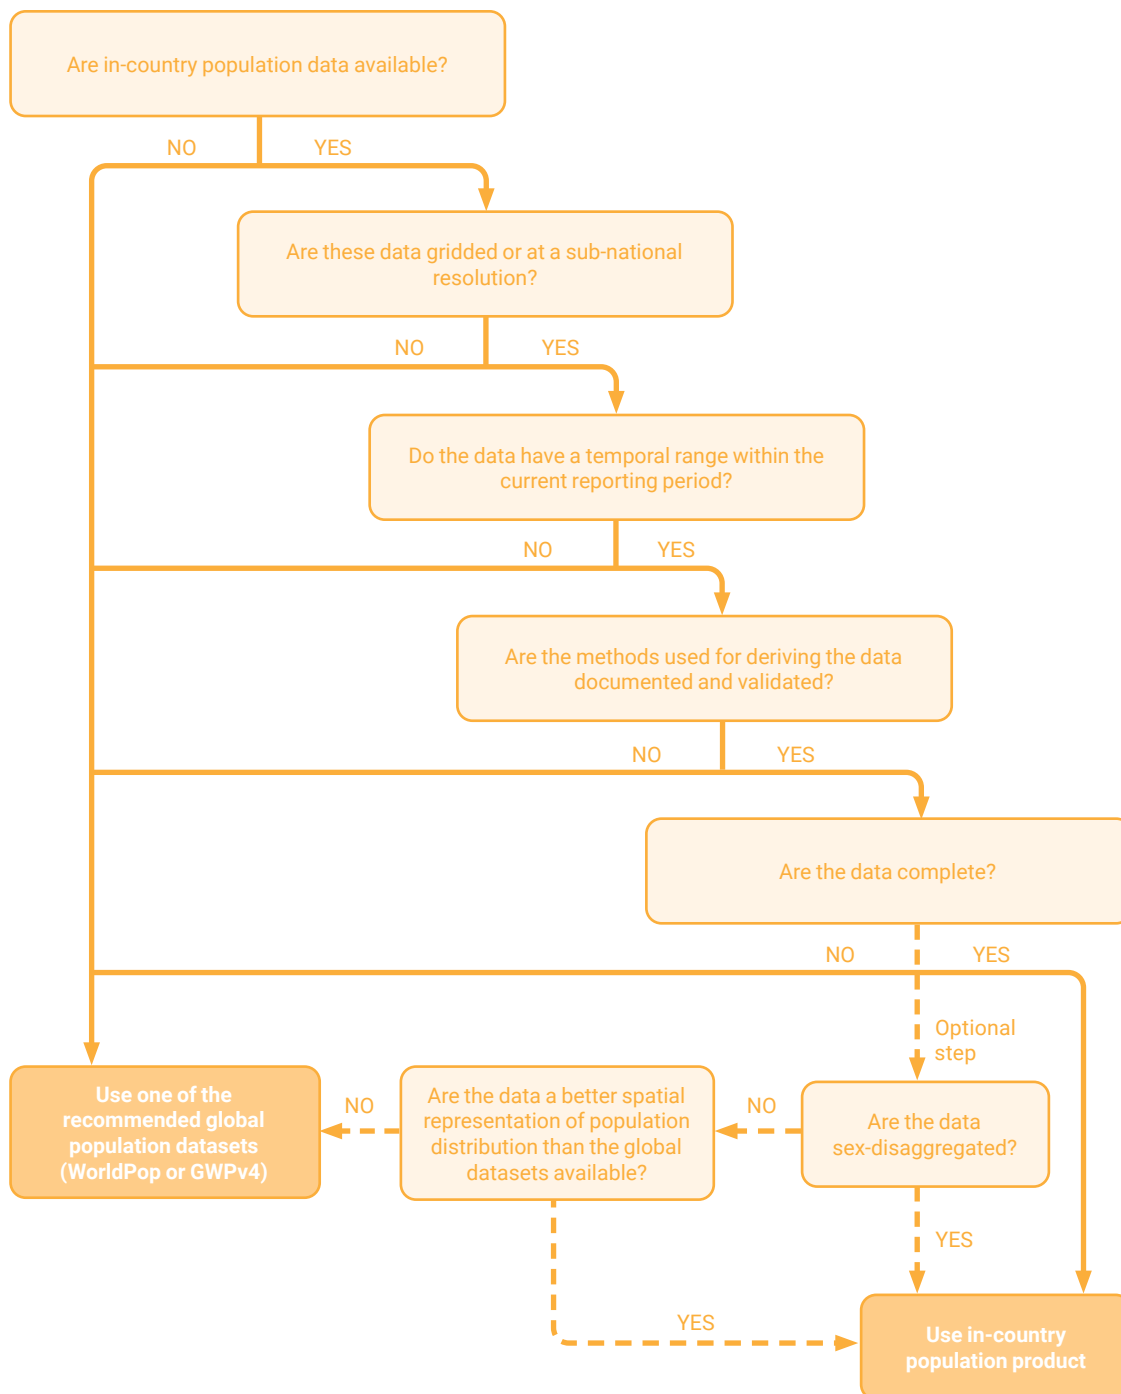 Are in-country population data available?
NO
YES
Are these data gridded or at a sub-national
resolution?
NO
YES
Do the data have a temporal range within the
current reporting period?
NO
YES
Are the methods used for deriving the data
documented and validated?
NO
YES
Are the data complete?
NO
YES
Optional
step
Use one of the
recommended global
population datasets
(WorldPop or GWPv4)
NO
Are the data a better spatial
representation of population
distribution than the global
datasets available?
NO
Are the data
sex-disaggregated?
YES
YES
Use in-country
population product